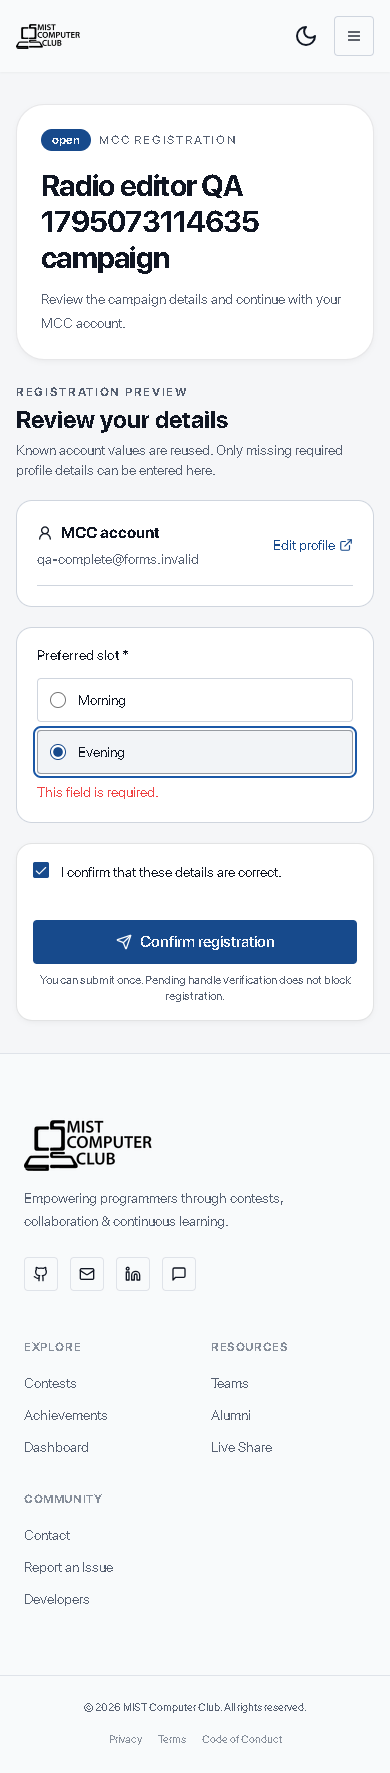 MIST
COMPUTER
CLUB
open MCC REGISTRATION
Radio editor QA
1795073114635
campaign
Review the campaign details and continue with your
MCC account.
REGISTRATION PREVIEW
Review your details
Known account values are reused. Only missing required
profile details can be entered here.
MCC account
qa-complete@forms.invalid
Edit profile
Preferred slot *
Morning
Evening
This field is required.
I confirm that these details are correct.
Confirm registration
You can submit once. Pending handle verification does not block
registration.
MIST
COMPUTER
CLUB
Empowering programmers through contests,
collaboration & continuous learning.
EXPLORE
Contests
Achievements
Dashboard
RESOURCES
Teams
Alumni
Live Share
COMMUNITY
Contact
Report an Issue
Developers
© 2026 MIST Computer Club. All rights reserved.
Privacy Terms Code of Conduct